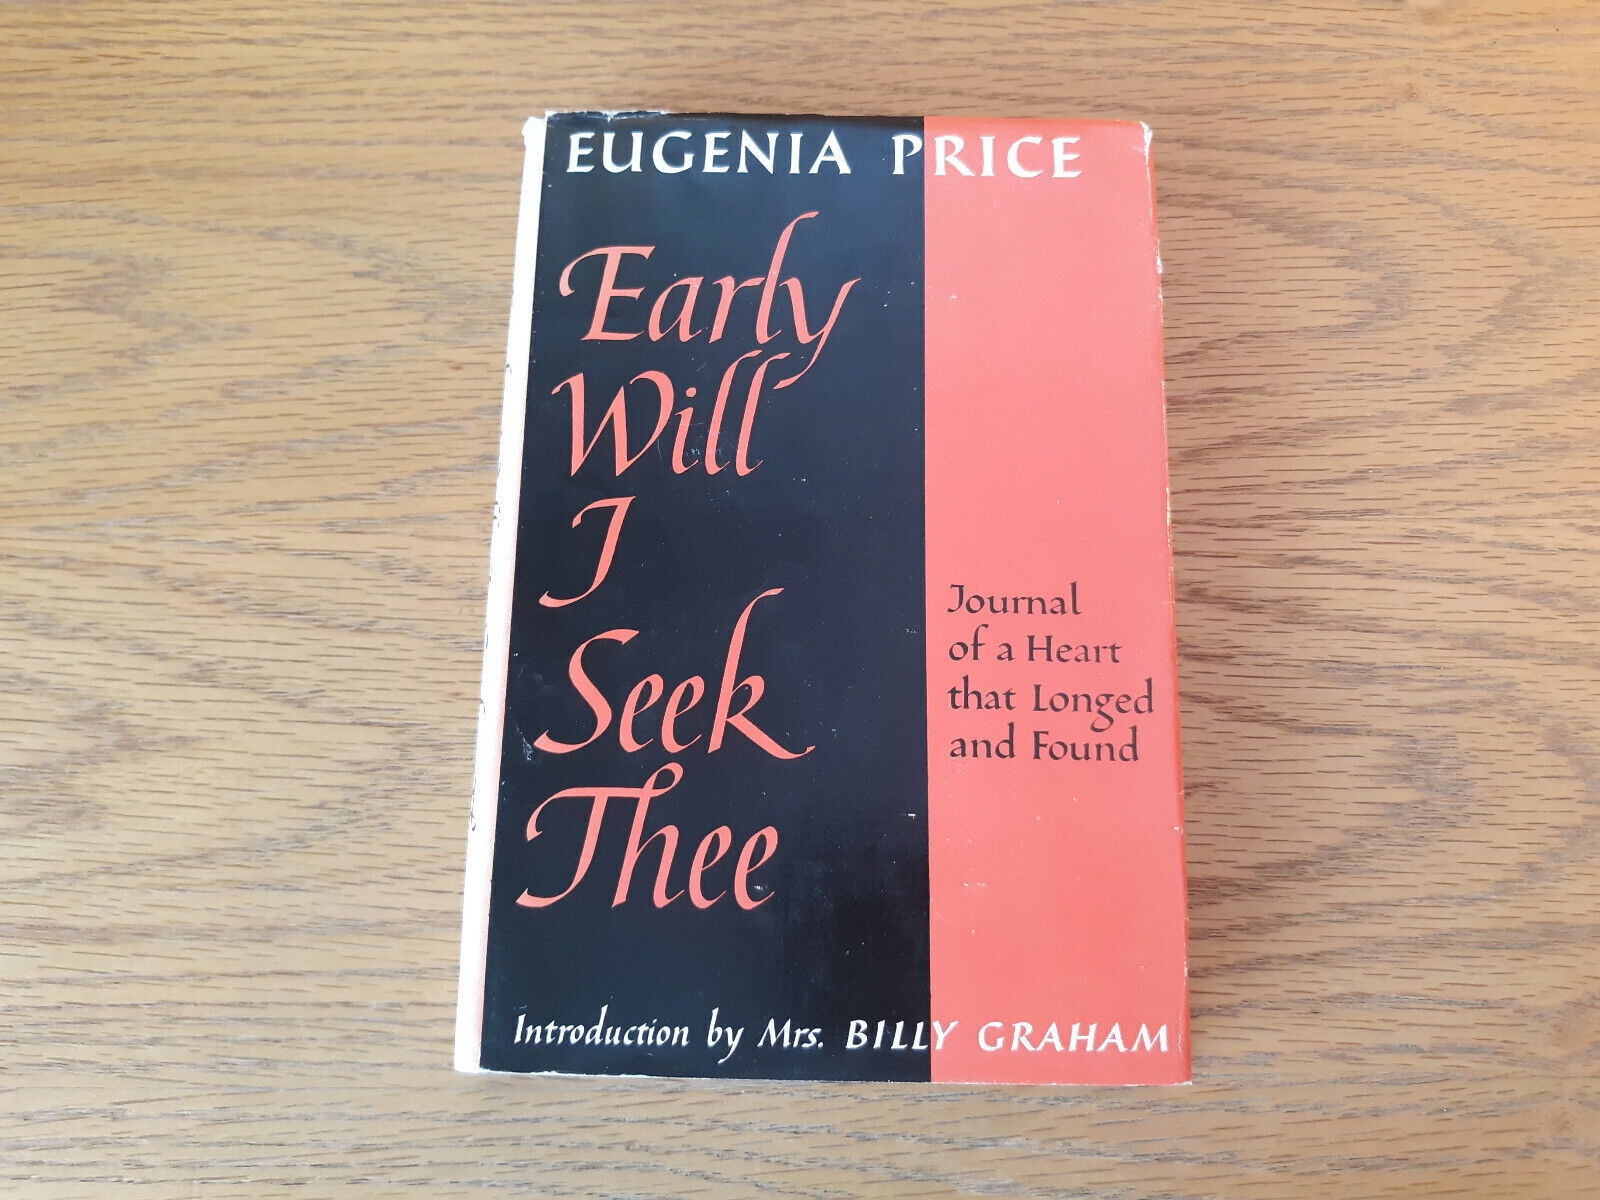 EUGENIA PRICE
Early
Will
I
Seek
Thee
Journal
of a Heart
that Longed
and Found
Introduction by Mrs. BILLY GRAHAM